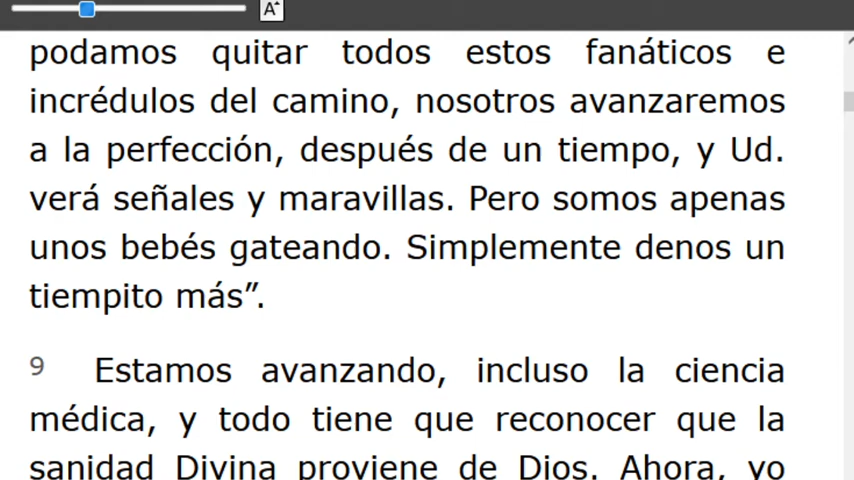 A
podamos quitar todos estos fanáticos e
incrédulos del camino, nosotros avanzaremos
a la perfección, después de un tiempo, y Ud.
verá señales y maravillas. Pero somos apenas
unos bebés gateando. Simplemente denos un
tiempito más”.
9 Estamos avanzando, incluso la ciencia
médica, y todo tiene que reconocer que la
sanidad Divina proviene de Dios. Ahora, yo